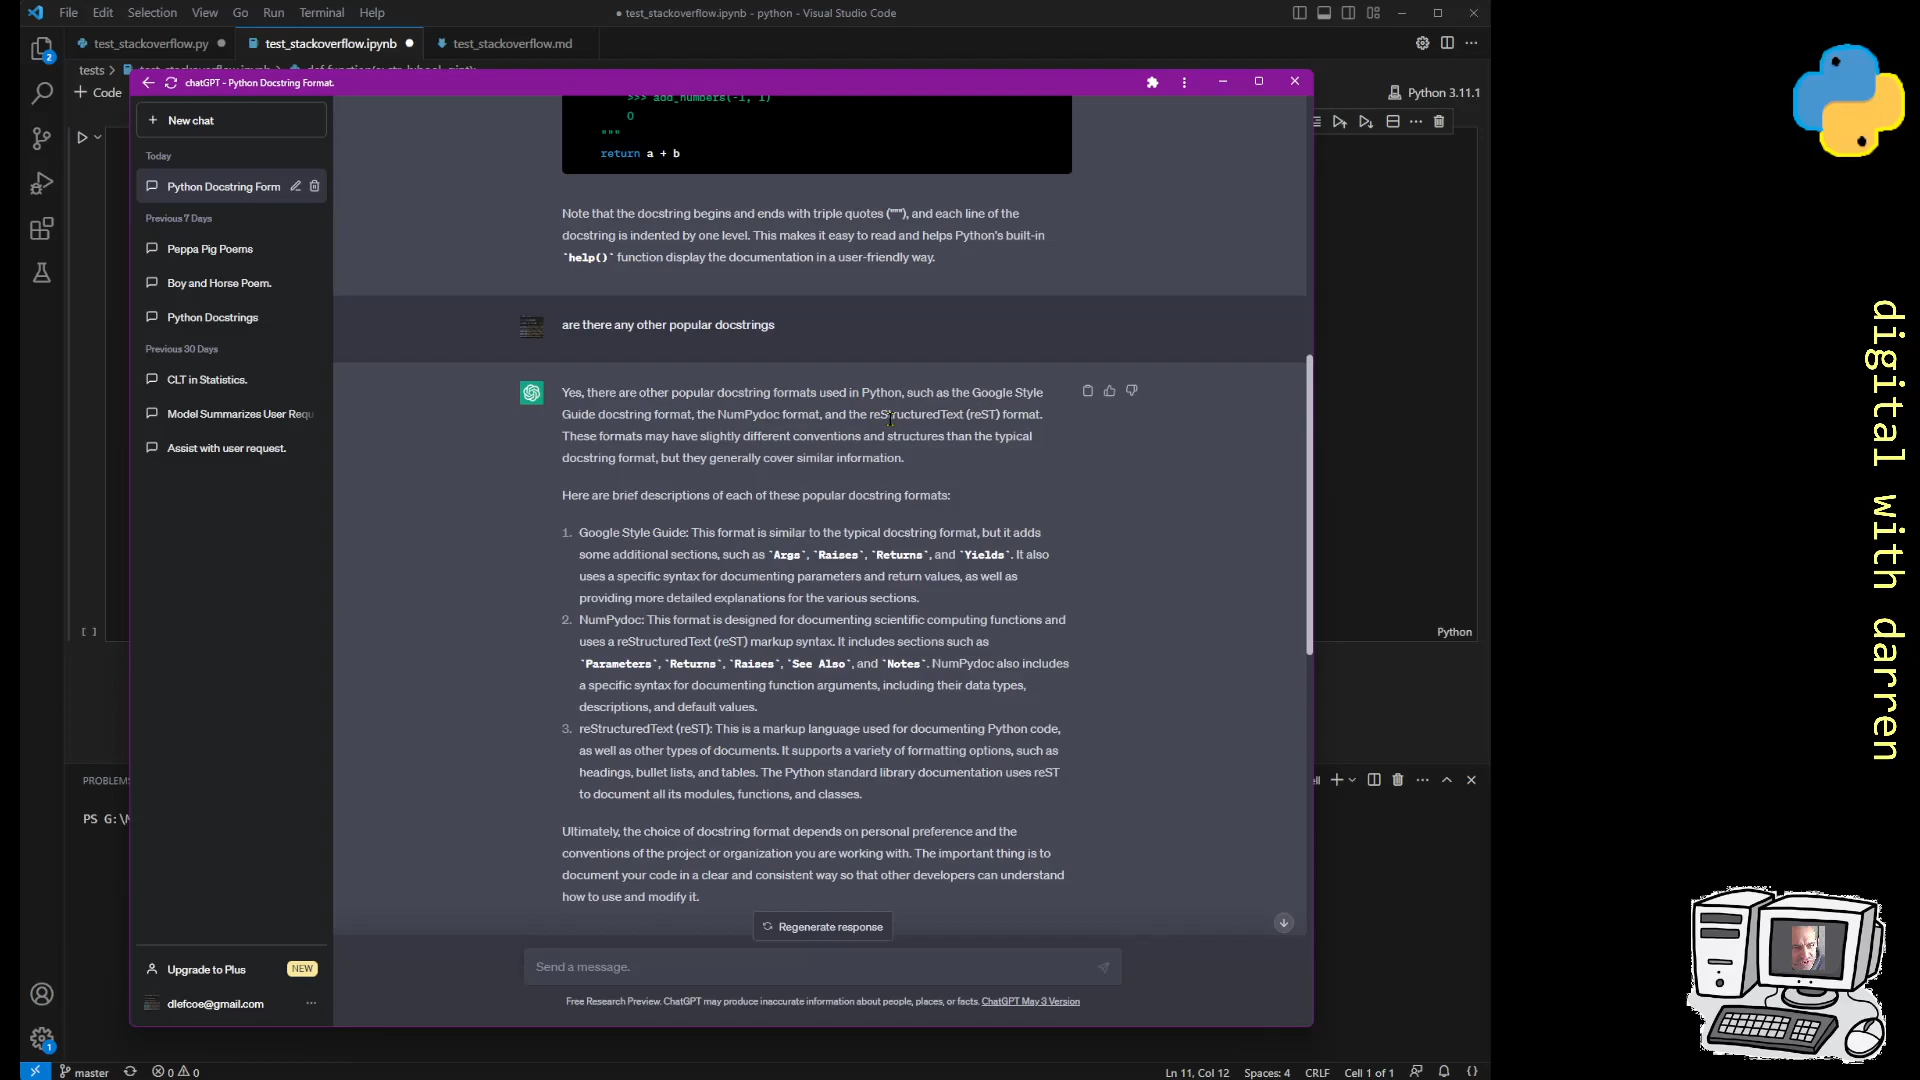 File Edit Selection View Go Run Terminal Help
● test_stackoverflow.ipynb - python - Visual Studio Code
test_stackoverflow.py
test_stackoverflow.ipynb
test_stackoverflow.md
tests >
+ Code
Python 3.11.1
chatGPT - Python Docstring Format.
+ New chat
Today
Python Docstring Form
Previous 7 Days
Peppa Pig Poems
Boy and Horse Poem.
Python Docstrings
Previous 30 Days
CLT in Statistics.
Model Summarizes User Requ
Assist with user request.
>>> add_numbers(-1, 1)
0
"""
return a + b
Note that the docstring begins and ends with triple quotes ("""), and each line of the
docstring is indented by one level. This makes it easy to read and helps Python's built-in
`help()` function display the documentation in a user-friendly way.
are there any other popular docstrings
Yes, there are other popular docstring formats used in Python, such as the Google Style
Guide docstring format, the NumPydoc format, and the reStructuredText (reST) format.
These formats may have slightly different conventions and structures than the typical
docstring format, but they generally cover similar information.
Here are brief descriptions of each of these popular docstring formats:
1. Google Style Guide: This format is similar to the typical docstring format, but it adds
some additional sections, such as `Args`, `Raises`, `Returns`, and `Yields`. It also
uses a specific syntax for documenting parameters and return values, as well as
providing more detailed explanations for the various sections.
2. NumPydoc: This format is designed for documenting scientific computing functions and
uses a reStructuredText (reST) markup syntax. It includes sections such as
`Parameters`, `Returns`, `Raises`, `See Also`, and `Notes`. NumPydoc also includes
a specific syntax for documenting function arguments, including their data types,
descriptions, and default values.
3. reStructuredText (reST): This is a markup language used for documenting Python code,
as well as other types of documents. It supports a variety of formatting options, such as
headings, bullet lists, and tables. The Python standard library documentation uses reST
to document all its modules, functions, and classes.
Ultimately, the choice of docstring format depends on personal preference and the
conventions of the project or organization you are working with. The important thing is to
document your code in a clear and consistent way so that other developers can understand
how to use and modify it.
Regenerate response
Send a message.
Free Research Preview. ChatGPT may produce inaccurate information about people, places, or facts. ChatGPT May 3 Version
Upgrade to Plus NEW
dlefcoe@gmail.com
[ ]
Python
PROBLEMS
PS G:\
master
0 0
Ln 11, Col 12 Spaces: 4 CRLF Cell 1 of 1
2
1
digital with darren